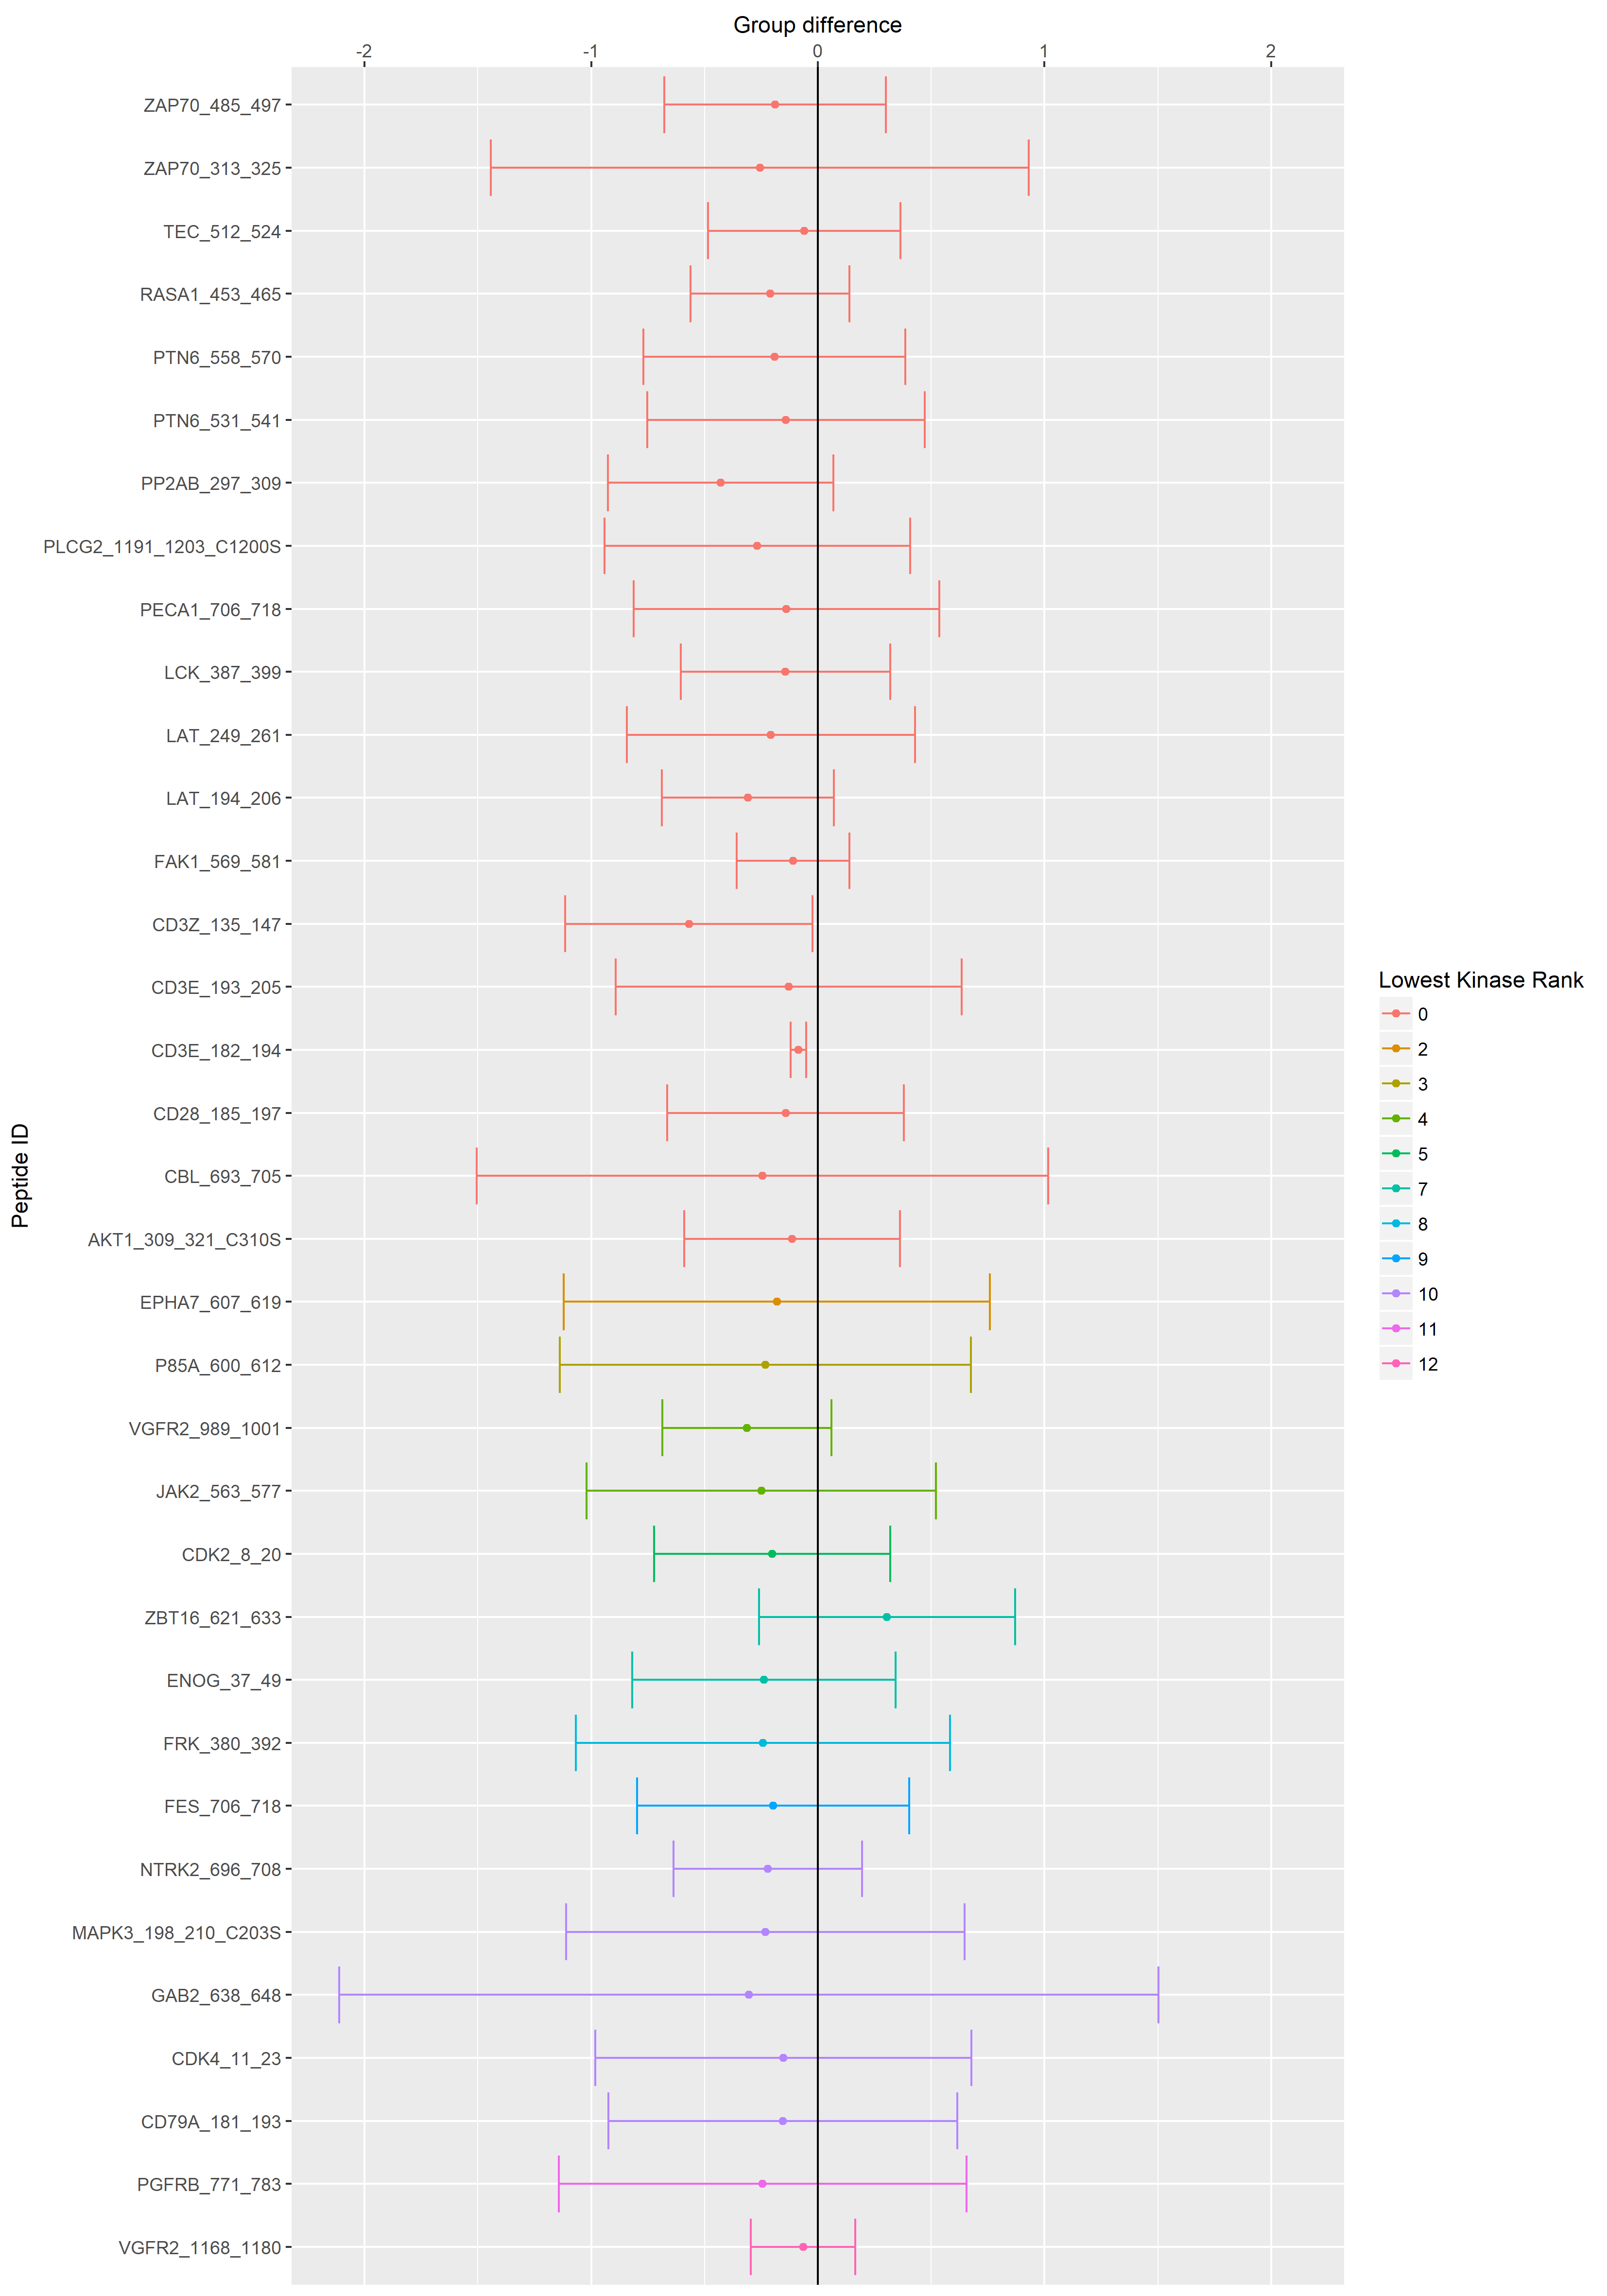 Group difference
-2 -1 0 1 2
ZAP70_485_497
ZAP70_313_325
TEC_512_524
RASA1_453_465
PTN6_558_570
PTN6_531_541
PP2AB_297_309
PLCG2_1191_1203_C1200S
PECA1_706_718
LCK_387_399
LAT_249_261
LAT_194_206
FAK1_569_581
CD3Z_135_147
CD3E_193_205
CD3E_182_194
CD28_185_197
CBL_693_705
AKT1_309_321_C310S
EPHA7_607_619
P85A_600_612
VGFR2_989_1001
JAK2_563_577
CDK2_8_20
ZBT16_621_633
ENOG_37_49
FRK_380_392
FES_706_718
NTRK2_696_708
MAPK3_198_210_C203S
GAB2_638_648
CDK4_11_23
CD79A_181_193
PGFRB_771_783
VGFR2_1168_1180
Peptide ID
Lowest Kinase Rank
0
2
3
4
5
7
8
9
10
11
12